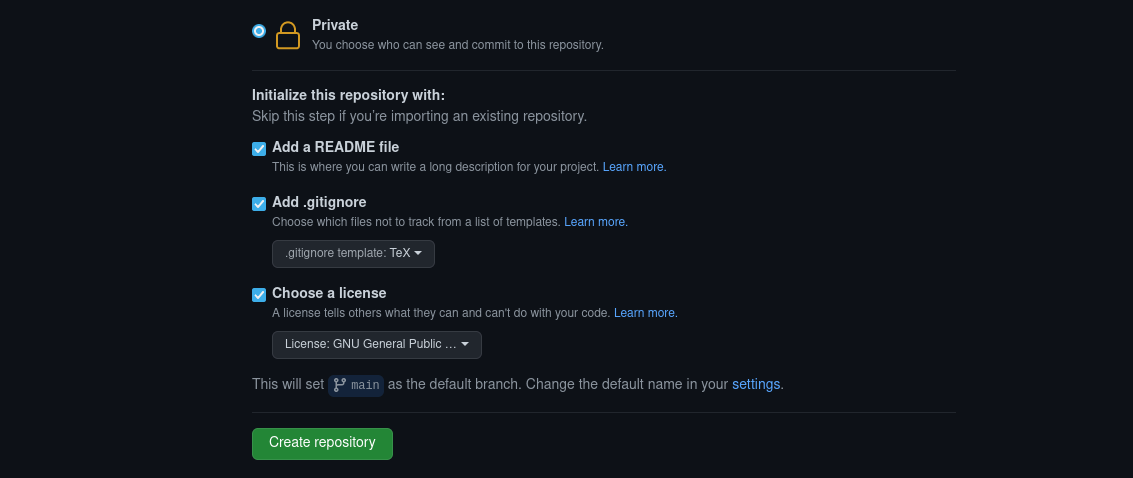 Private
You choose who can see and commit to this repository.
Initialize this repository with:
Skip this step if you're importing an existing repository.
Add a README file
This is where you can write a long description for your project. Learn more.
Add .gitignore
Choose which files not to track from a list of templates. Learn more.
.gitignore template: TeX
Choose a license
A license tells others what they can and can't do with your code. Learn more.
License: GNU General Public ...
This will set main as the default branch. Change the default name in your settings.
Create repository